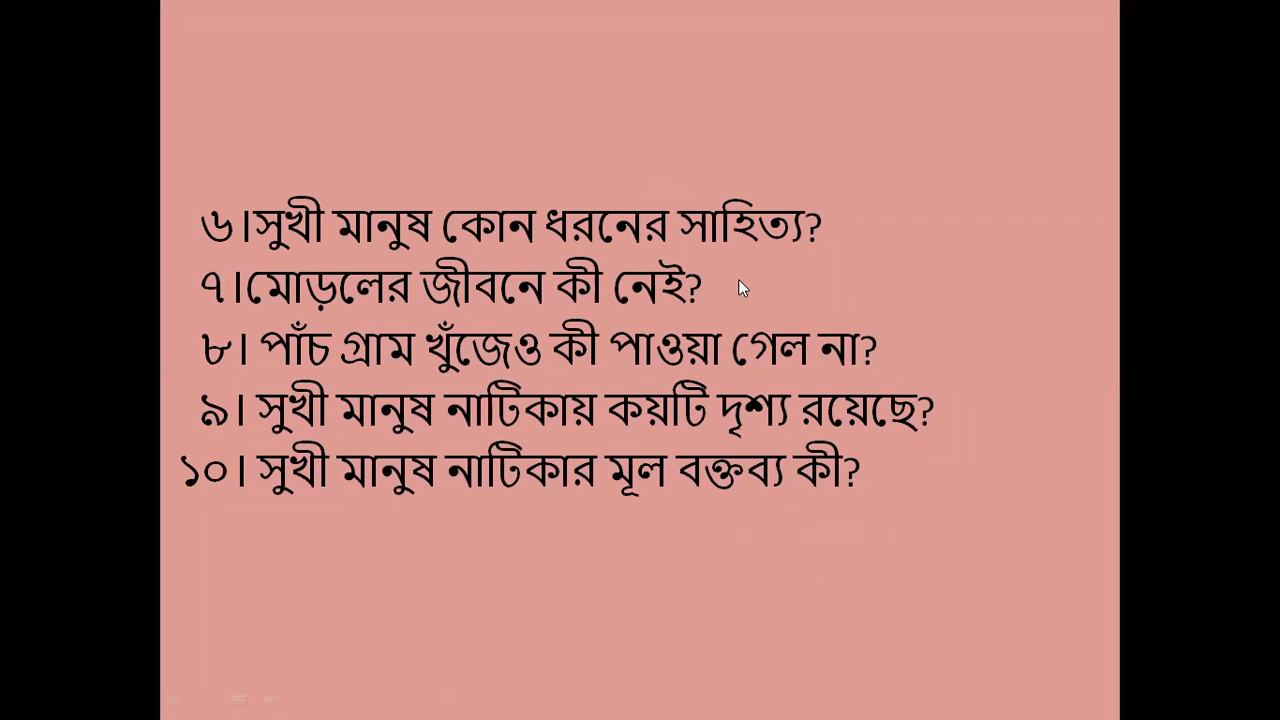 ৬।সুখী মানুষ কোন ধরনের সাহিত্য?
৭।মোড়লের জীবনে কী নেই?
৮। পাঁচ গ্রাম খুঁজেও কী পাওয়া গেল না?
৯। সুখী মানুষ নাটিকায় কয়টি দৃশ্য রয়েছে?
১০। সুখী মানুষ নাটিকার মূল বক্তব্য কী?